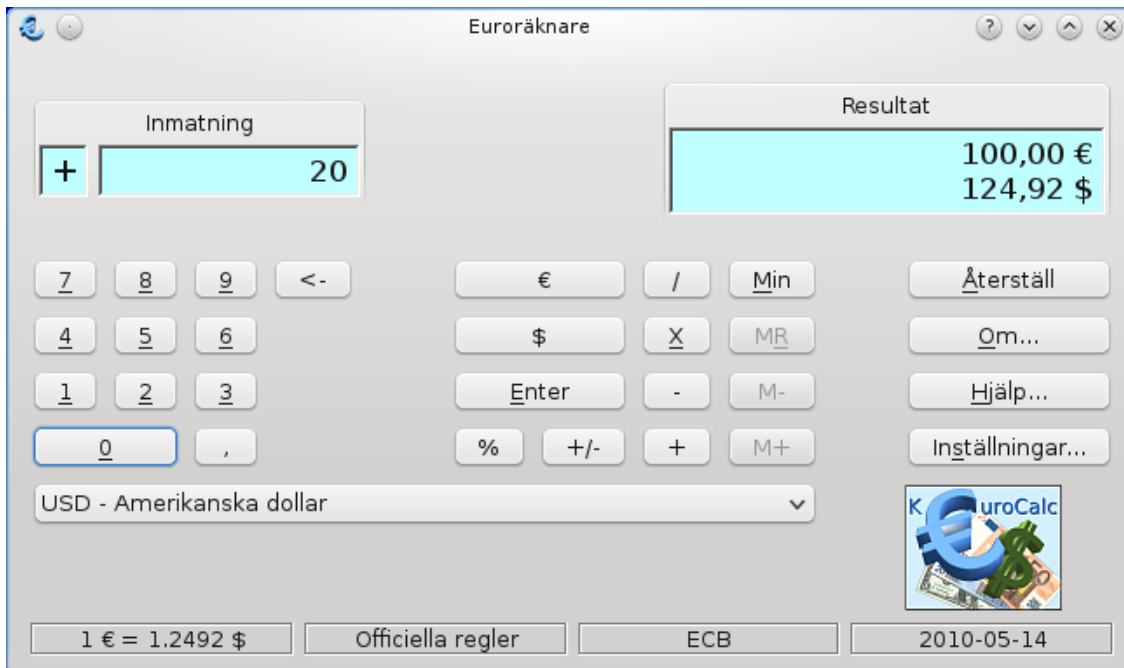 Euroräknare
Inmatning
+ 20
Resultat
100,00 €
124,92 $
7 8 9 <- € / Min Återställ
4 5 6 $ X MR Om...
1 2 3 Enter - M- Hjälp...
0 , % +/- + M+ Inställningar...
USD - Amerikanska dollar
K uroCalc
1 € = 1.2492 $ Officiella regler ECB 2010-05-14